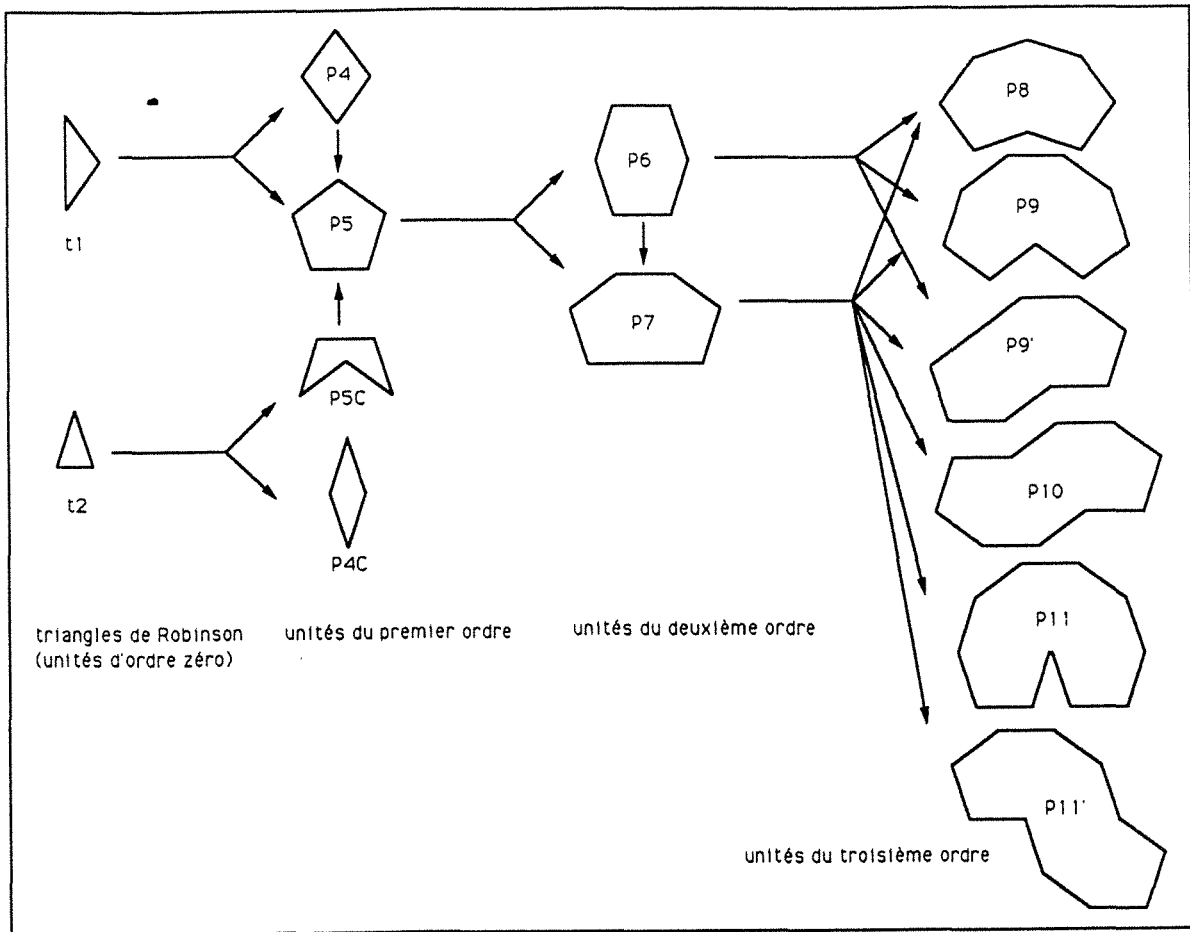 t1
t2
P4
P5
P5C
P4C
P6
P7
P8
P9
P9'
P10
P11
P11'
triangles de Robinson
(unités d'ordre zéro)
unités du premier ordre
unités du deuxième ordre
unités du troisième ordre